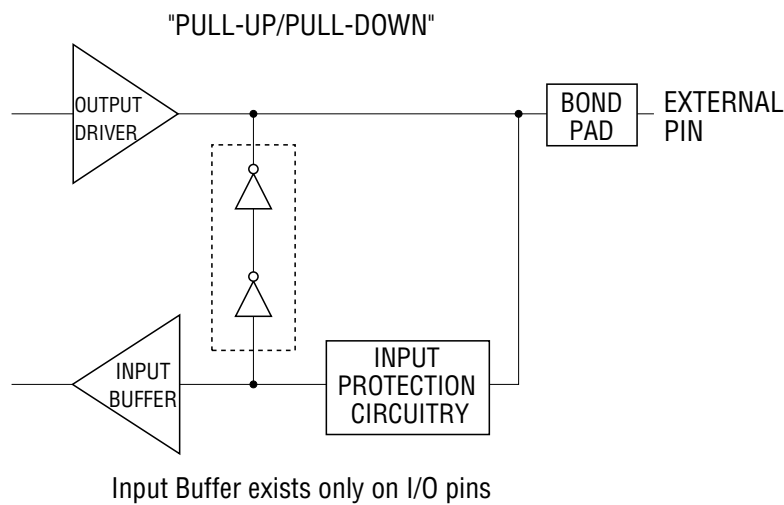 "PULL-UP/PULL-DOWN"
OUTPUT
DRIVER
BOND
PAD
EXTERNAL
PIN
INPUT
BUFFER
INPUT
PROTECTION
CIRCUITRY
Input Buffer exists only on I/O pins